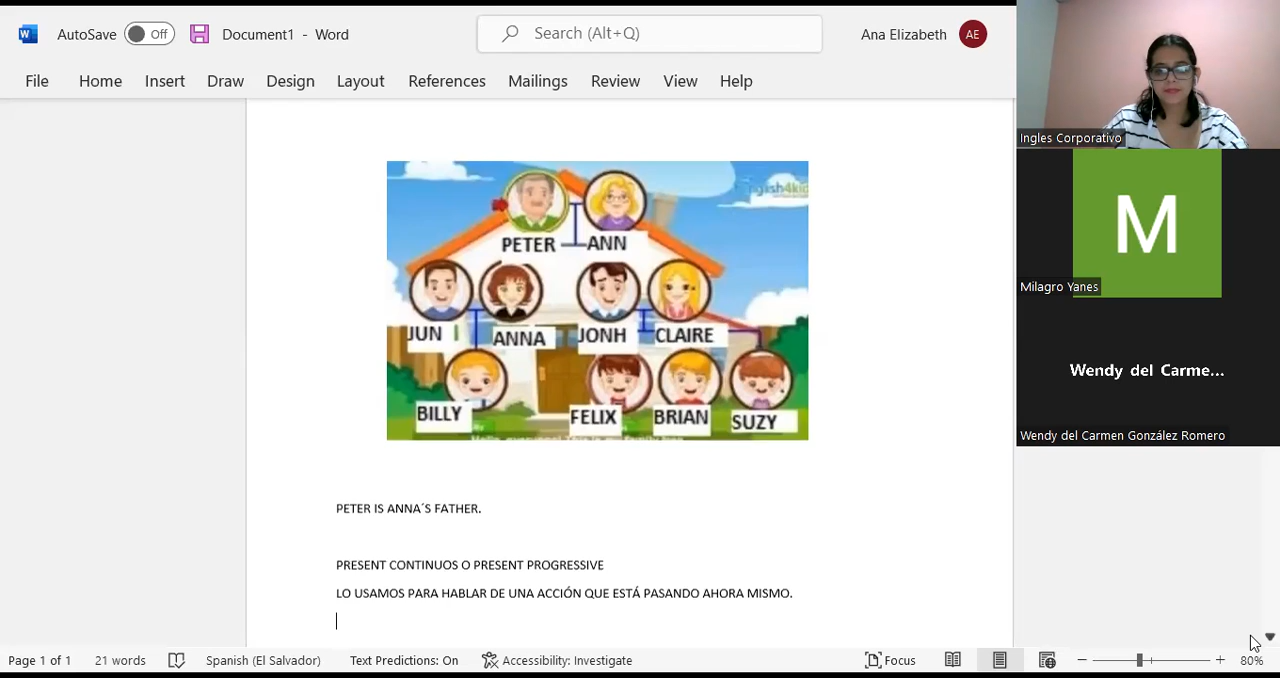 AutoSave Off Document1 - Word Search (Alt+Q) Ana Elizabeth AE
File Home Insert Draw Design Layout References Mailings Review View Help
Ingles Corporativo
M
Milagro Yanes
Wendy del Carme...
Wendy del Carmen González Romero
PETER ANN
JUN ANNA JONH CLAIRE
BILLY FELIX BRIAN SUZY
PETER IS ANNA´S FATHER.
PRESENT CONTINUOS O PRESENT PROGRESSIVE
LO USAMOS PARA HABLAR DE UNA ACCIÓN QUE ESTÁ PASANDO AHORA MISMO.
Page 1 of 1 21 words Spanish (El Salvador) Text Predictions: On Accessibility: Investigate Focus 80%